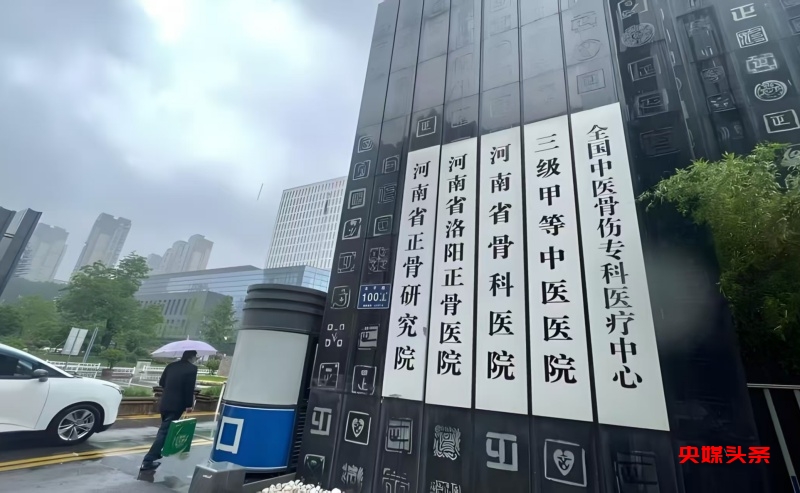 全国中医骨伤专科医疗中心
三级甲等中医医院
河南省骨科医院
河南省洛阳正骨医院
河南省正骨研究院
100
央媒头条